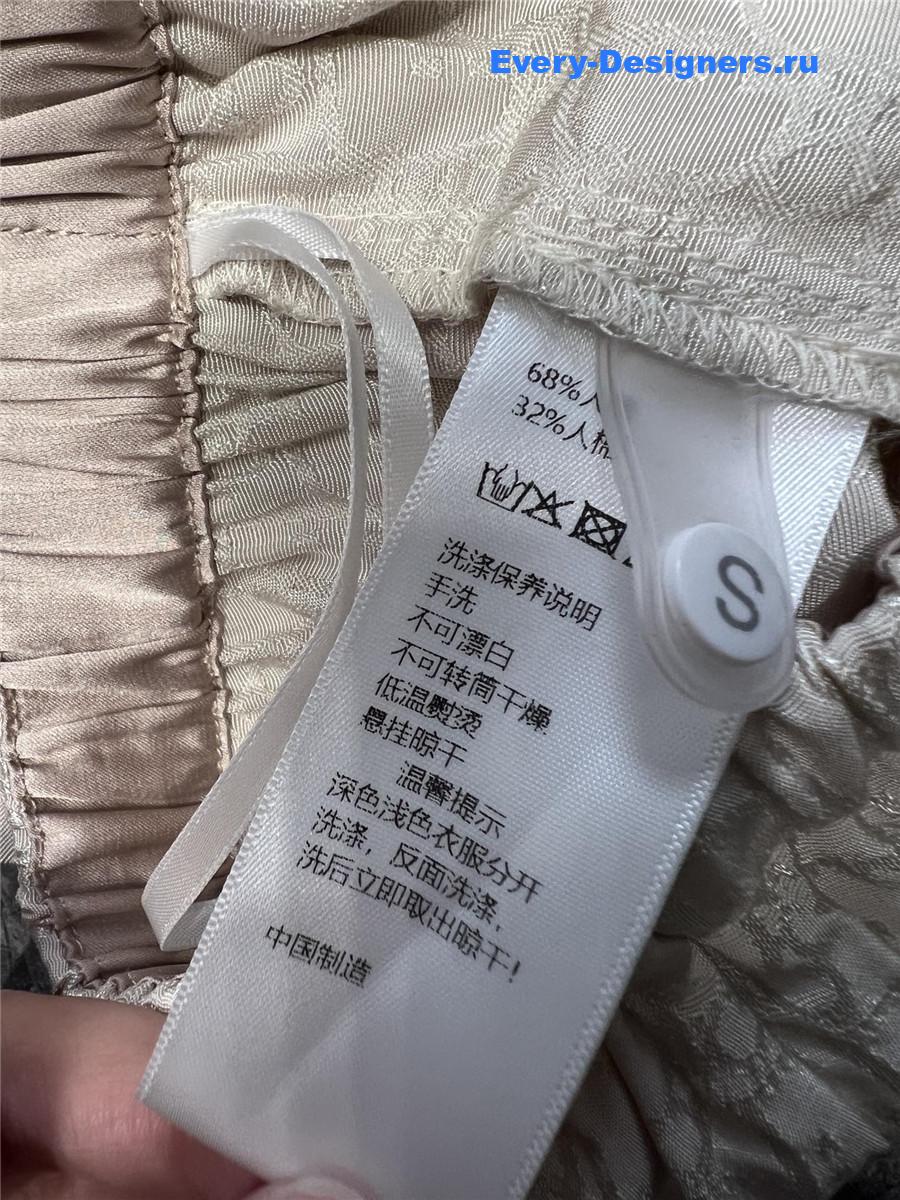 Every-Designers.ru
68%人
32%人棉
S
洗涤保养说明
手洗
不可漂白
不可转筒干燥
低温熨烫
悬挂晾干
温馨提示
深色浅色衣服分开
洗涤，反面洗涤，
洗后立即取出晾干！
中国制造